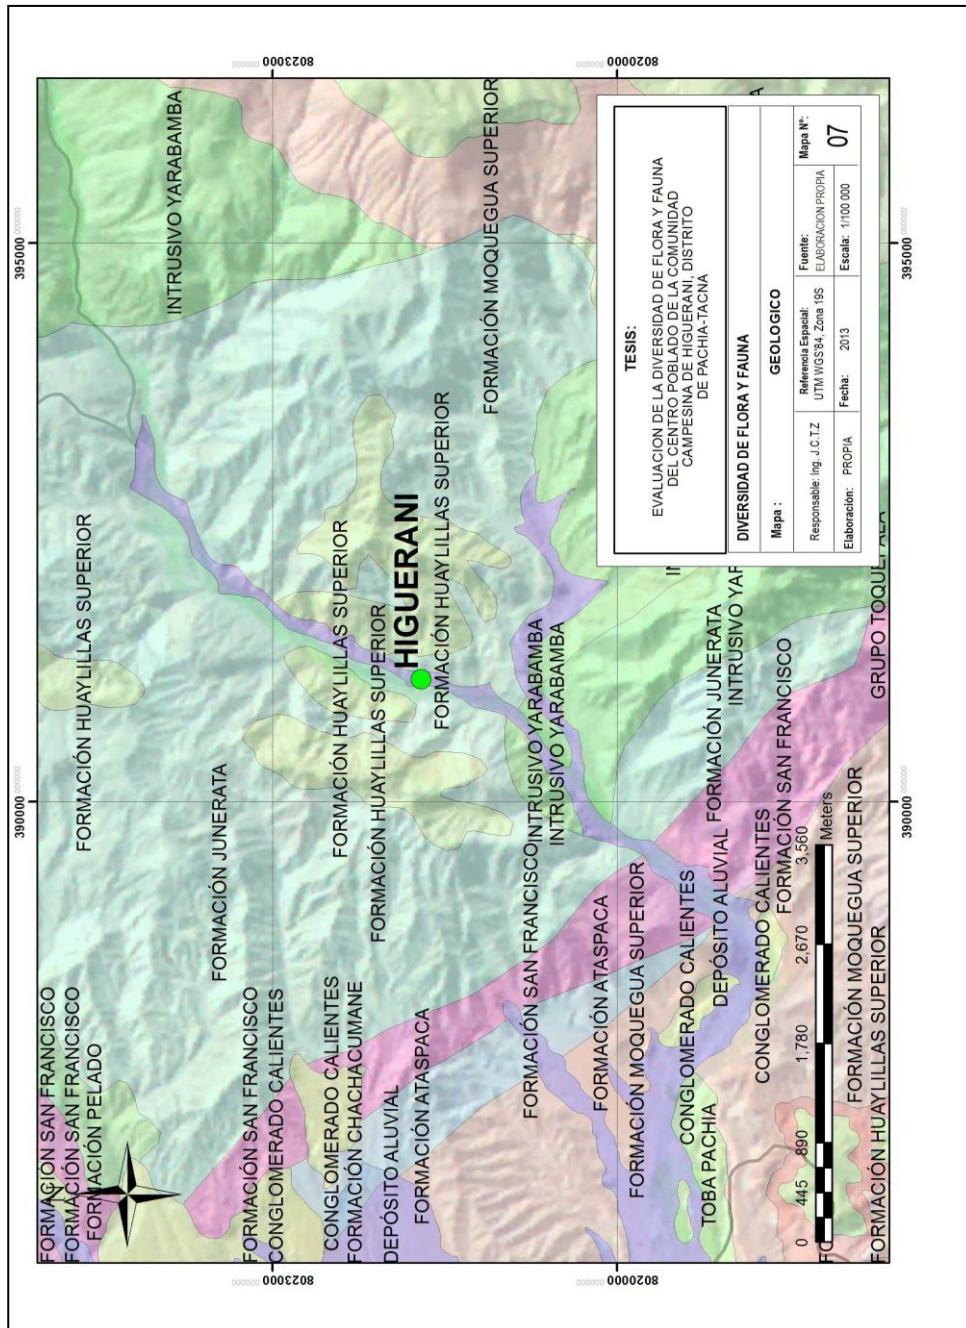 8023000
8020000
395000
390000
395000
390000
8023000
8020000
N
FORMACIÓN SAN FRANCISCO
FORMACIÓN SAN FRANCISCO
FORMACIÓN PELADO
FORMACIÓN HUAYLILLAS SUPERIOR
INTRUSIVO YARABAMBA
FORMACIÓN JUNERATA
FORMACIÓN SAN FRANCISCO
CONGLOMERADO CALIENTES
FORMACIÓN HUAYLILLAS SUPERIOR
CONGLOMERADO CALIENTES
FORMACIÓN CHACHACUMANE
FORMACIÓN HUAYLILLAS SUPERIOR
DEPÓSITO ALUVIAL
HIGUERANI
FORMACIÓN ATASPACA
FORMACIÓN HUAYLILLAS SUPERIOR
FORMACIÓN MOQUEGUA SUPERIOR
FORMACIÓN SAN FRANCISCO
INTRUSIVO YARABAMBA
INTRUSIVO YARABAMBA
FORMACIÓN ATASPACA
FORMACIÓN MOQUEGUA SUPERIOR
CONGLOMERADO CALIENTES
TOBA PACHIA
DEPÓSITO ALUVIAL
FORMACIÓN JUNERATA
INTRUSIVO YAR
CONGLOMERADO CALIENTES
FORMACIÓN SAN FRANCISCO
FORMACIÓN MOQUEGUA SUPERIOR
FORMACIÓN HUAYLILLAS SUPERIOR
GRUPO TOQUEPALA
0 445 890 1,780 2,670 3,560
Meters
TESIS:
EVALUACION DE LA DIVERSIDAD DE FLORA Y FAUNA
DEL CENTRO POBLADO DE LA COMUNIDAD
CAMPESINA DE HIGUERANI, DISTRITO
DE PACHIA-TACNA
DIVERSIDAD DE FLORA Y FAUNA
Mapa : GEOLOGICO
Responsable: Ing. J.C.T.Z
Referencia Espacial:
UTM WGS'84, Zona 19S
Fuente:
ELABORACION PROPIA
Mapa Nº:
07
Elaboración: PROPIA
Fecha: 2013
Escala: 1/100 000